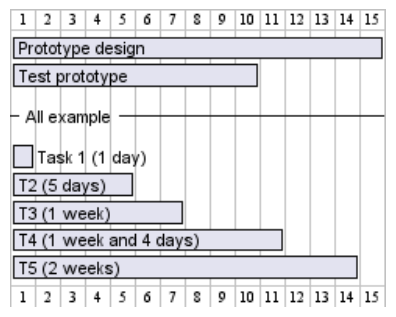 1 2 3 4 5 6 7 8 9 10 11 12 13 14 15
Prototype design
Test prototype
All example
Task 1 (1 day)
T2 (5 days)
T3 (1 week)
T4 (1 week and 4 days)
T5 (2 weeks)
1 2 3 4 5 6 7 8 9 10 11 12 13 14 15